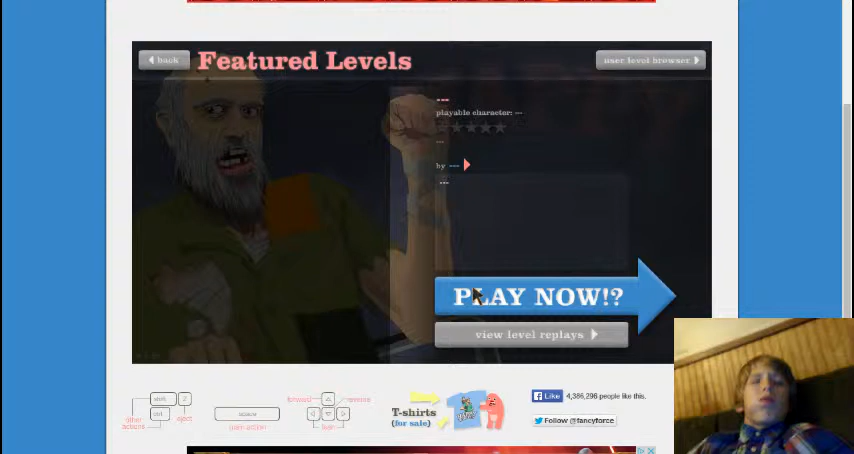 back
Featured Levels
user level browser
---
playable character: ---
---
by ---
---
PLAY NOW!?
view level replays
shift
Z
ctrl
other
actions
eject
space
main action
forward
reverse
lean
T-shirts
(for sale)
Like
4,386,296 people like this.
Follow @fancyforce